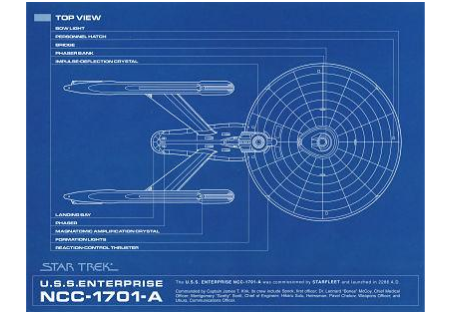 TOP VIEW
BOW LIGHT
PERSONNEL HATCH
BRIDGE
PHASER BANK
IMPULSE DEFLECTION CRYSTAL
LANDING BAY
PHASER
MAGNATOMIC AMPLIFICATION CRYSTAL
FORMATION LIGHTS
REACTION CONTROL THRUSTER
STAR TREK
U.S.S. ENTERPRISE
NCC-1701-A
The U.S.S. ENTERPRISE NCC-1701-A was commissioned by STARFLEET and launched in 2286 A.D.
Commanded by Captain James T. Kirk, its crew include Spock, first officer; Dr. Leonard "Bones" McCoy, Chief Medical
Officer; Montgomery "Scotty" Scott, Chief of Engineer; Hikaru Sulu, Helmsman; Pavel Chekov, Weapons Officer; and
Uhura, Communications Officer.